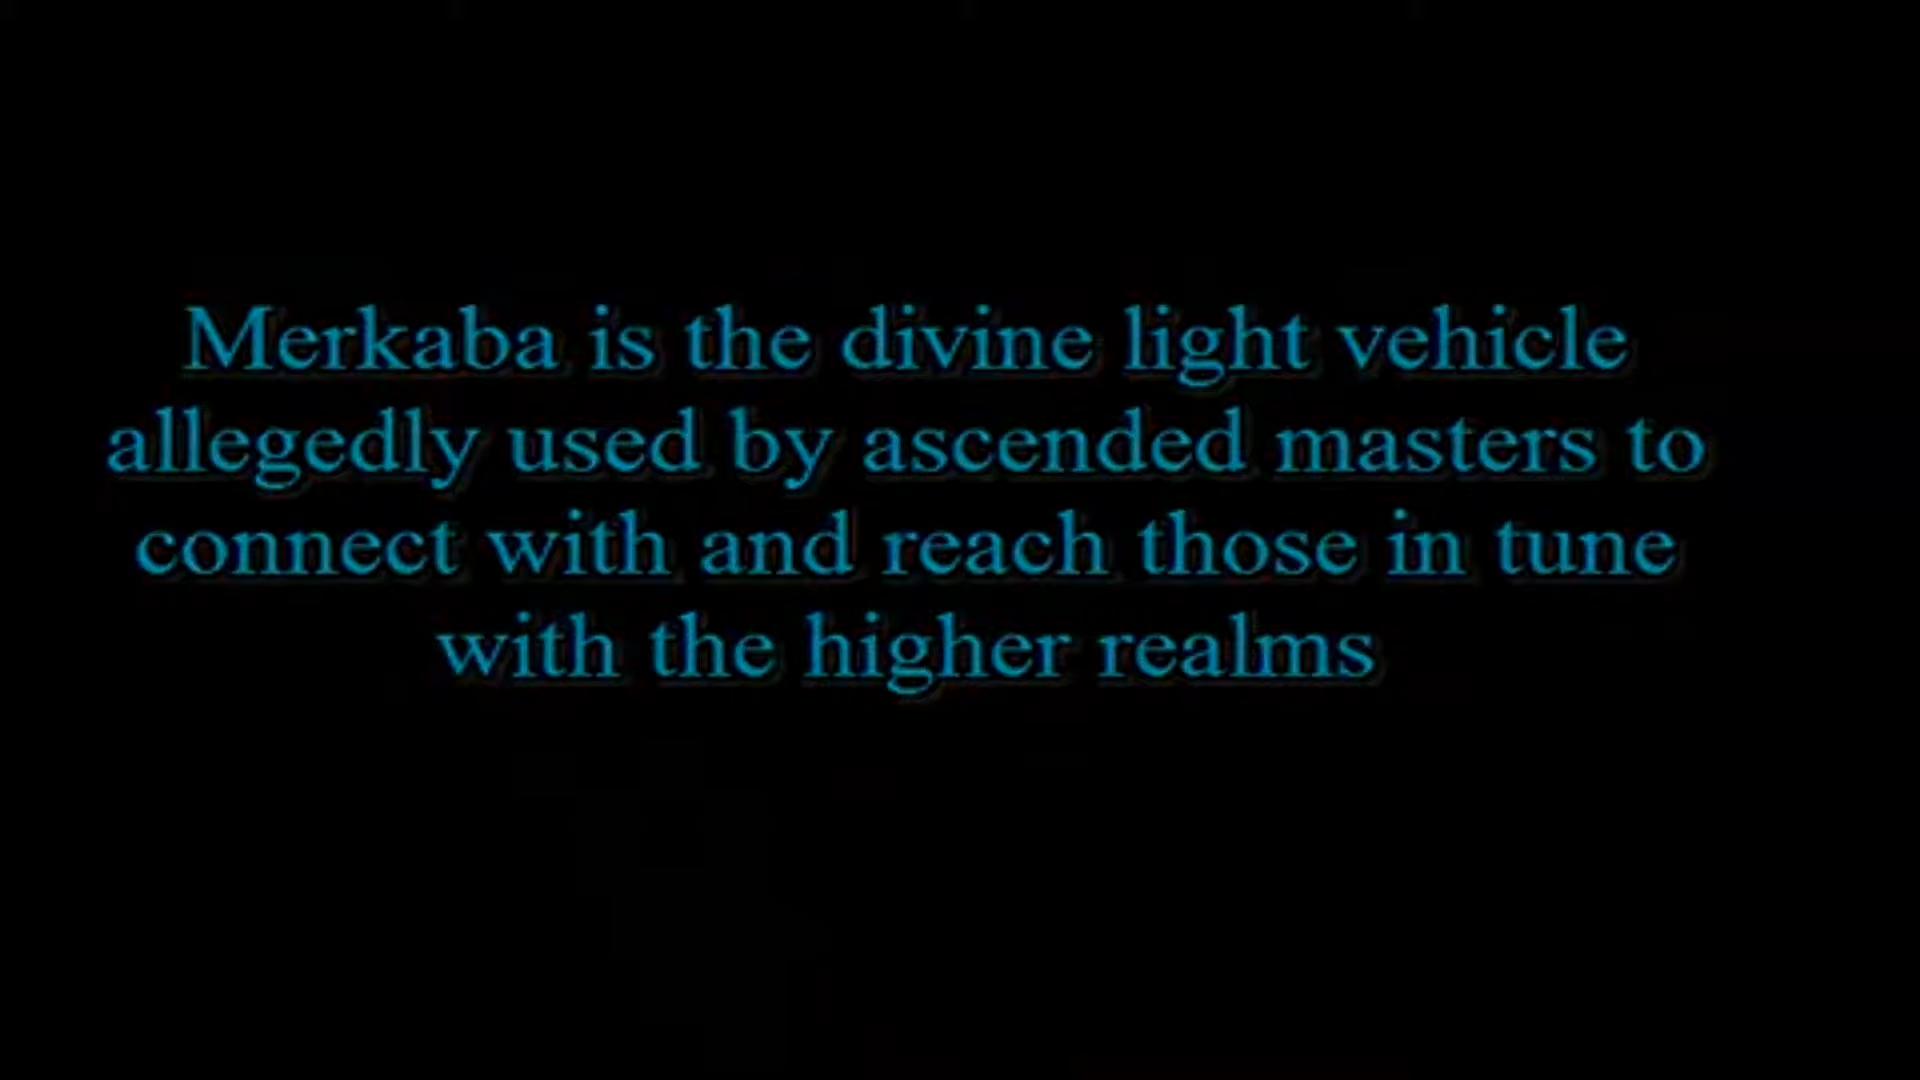 Merkaba is the divine light vehicle
allegedly used by ascended masters to
connect with and reach those in tune
with the higher realms